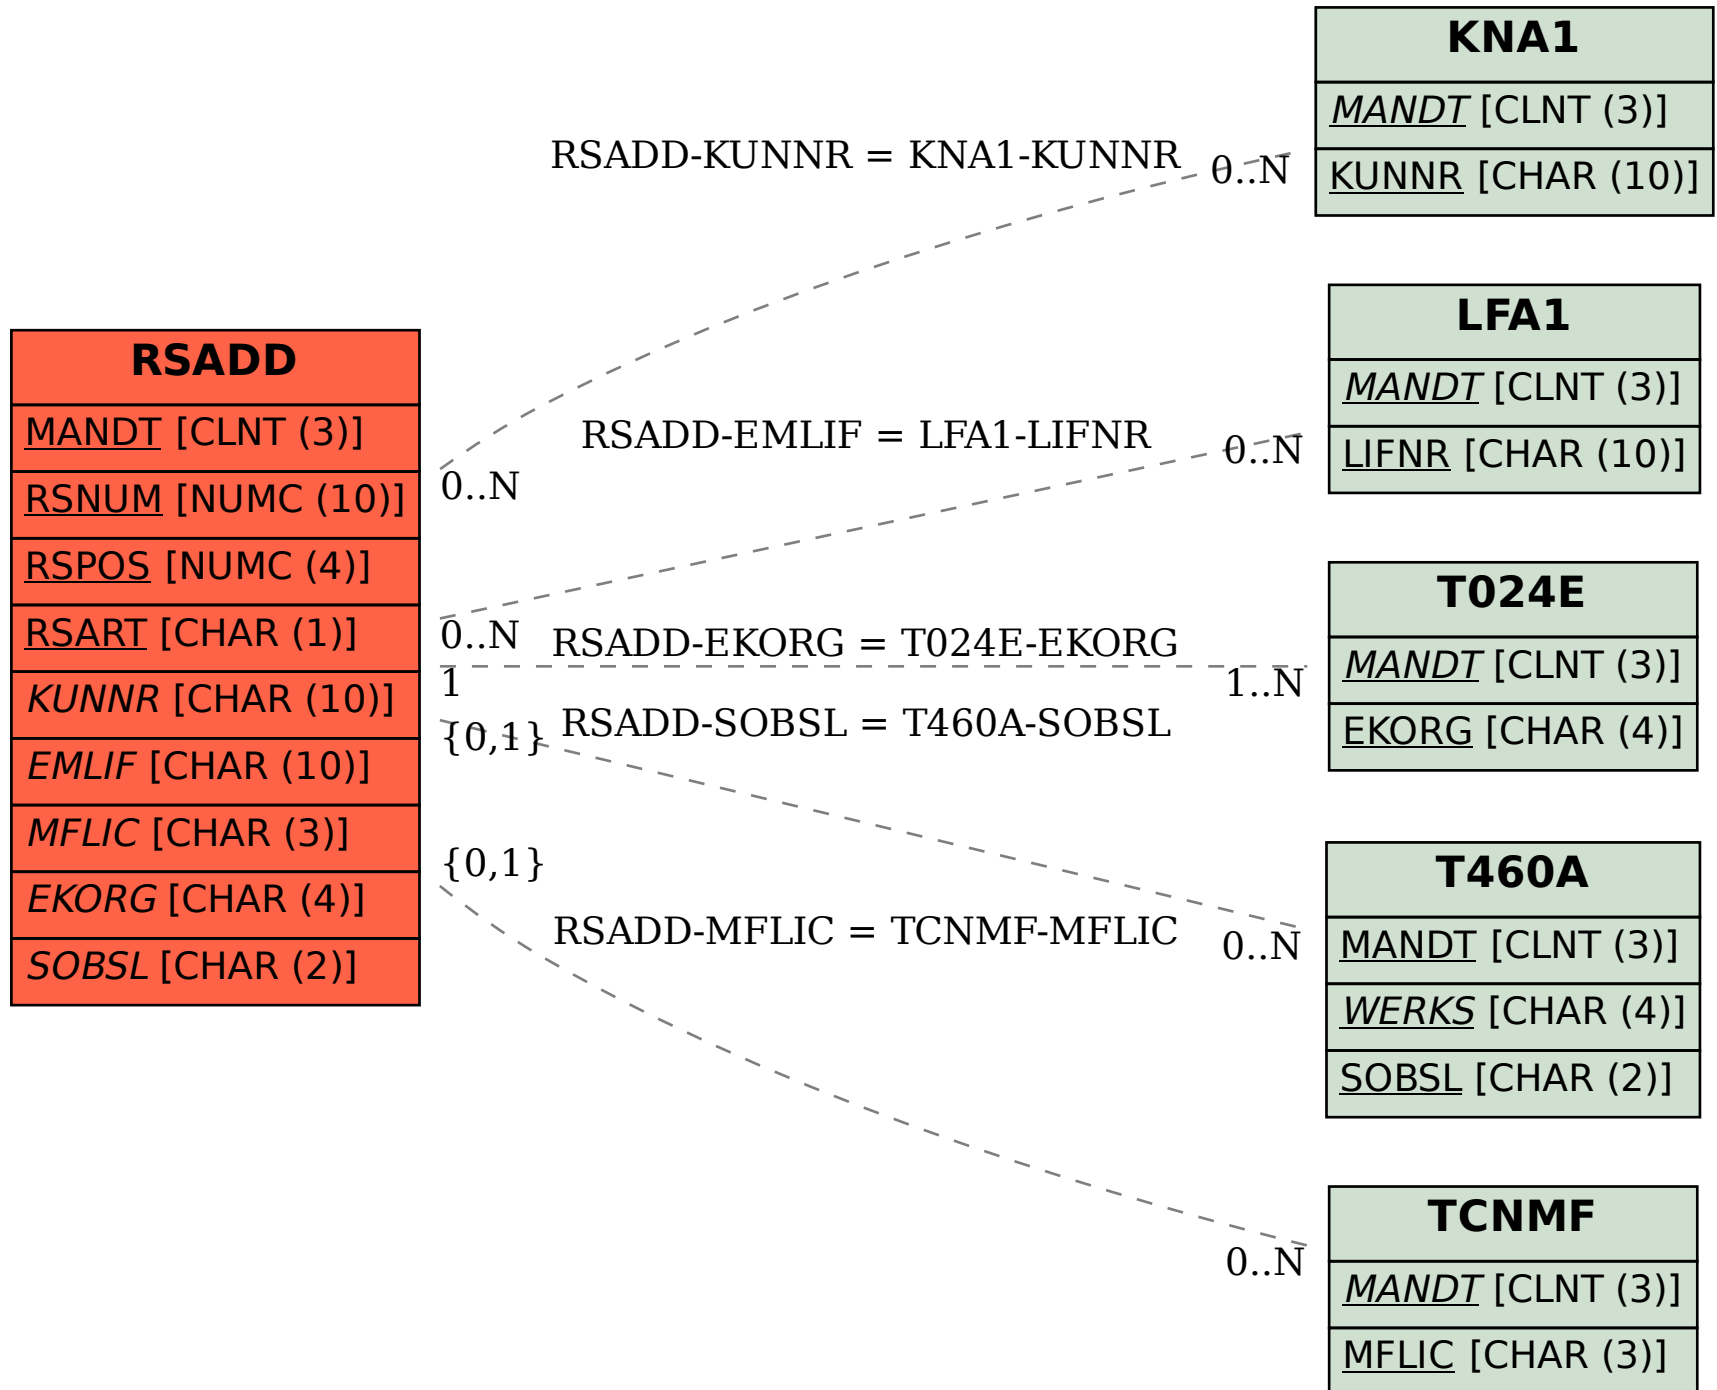 KNA1
MANDT [CLNT (3)]
KUNNR [CHAR (10)]
RSADD-KUNNR = KNA1-KUNNR
0..N
0..N
LFA1
MANDT [CLNT (3)]
LIFNR [CHAR (10)]
RSADD-EMLIF = LFA1-LIFNR
0..N
0..N
RSADD
MANDT [CLNT (3)]
RSNUM [NUMC (10)]
RSPOS [NUMC (4)]
RSART [CHAR (1)]
KUNNR [CHAR (10)]
EMLIF [CHAR (10)]
MFLIC [CHAR (3)]
EKORG [CHAR (4)]
SOBSL [CHAR (2)]
T024E
MANDT [CLNT (3)]
EKORG [CHAR (4)]
RSADD-EKORG = T024E-EKORG
1
1..N
RSADD-SOBSL = T460A-SOBSL
{0,1}
0..N
T460A
MANDT [CLNT (3)]
WERKS [CHAR (4)]
SOBSL [CHAR (2)]
{0,1}
RSADD-MFLIC = TCNMF-MFLIC
0..N
TCNMF
MANDT [CLNT (3)]
MFLIC [CHAR (3)]